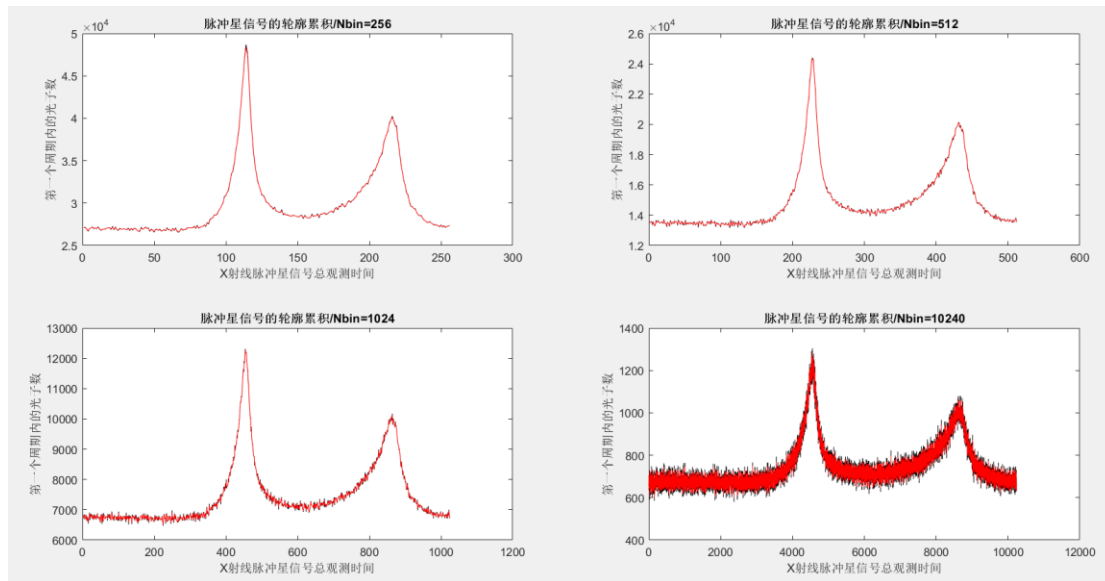 脉冲星信号的轮廓累积/Nbin=256
×10⁴
5
4.5
4
3.5
3
2.5
第一个周期内的光子数
0 50 100 150 200 250 300
X射线脉冲星信号总观测时间
脉冲星信号的轮廓累积/Nbin=512
×10⁴
2.6
2.4
2.2
2
1.8
1.6
1.4
1.2
第一个周期内的光子数
0 100 200 300 400 500 600
X射线脉冲星信号总观测时间
脉冲星信号的轮廓累积/Nbin=1024
13000
12000
11000
10000
9000
8000
7000
6000
第一个周期内的光子数
0 200 400 600 800 1000 1200
X射线脉冲星信号总观测时间
脉冲星信号的轮廓累积/Nbin=10240
1400
1200
1000
800
600
400
第一个周期内的光子数
0 2000 4000 6000 8000 10000 12000
X射线脉冲星信号总观测时间